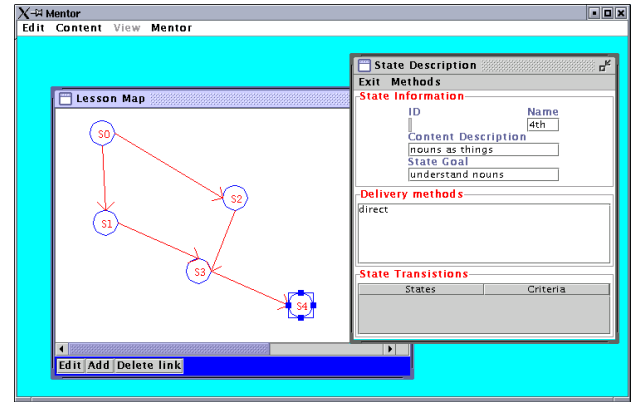 Mentor
Edit Content View Mentor
State Description
Exit Methods
State Information
ID Name
4th
Content Description
nouns as things
State Goal
understand nouns
Delivery methods
direct
State Transistions
States Criteria
Lesson Map
S0
S2
S1
S3
S4
Edit Add Delete link